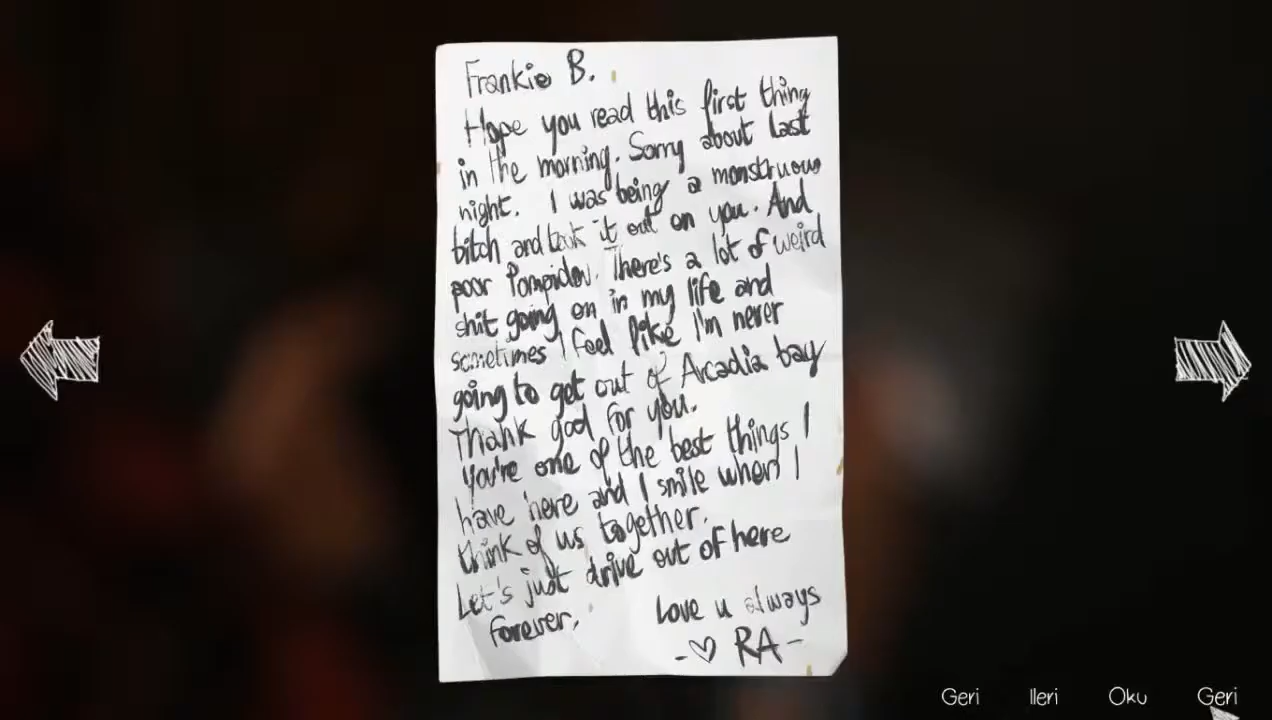 Frankie B.
Hope you read this first thing
in the morning. Sorry about last
night. I was being a monstruous
bitch and took it out on you. And
poor Pompidou. There's a lot of weird
shit going on in my life and
sometimes I feel like I'm never
going to get out of Arcadia bay
Thank god for you.
You're one of the best things I
have here and I smile when I
think of us together.
Let's just drive out of here
forever.
Love u always
-♡ RA-
Geri Ileri Oku Geri